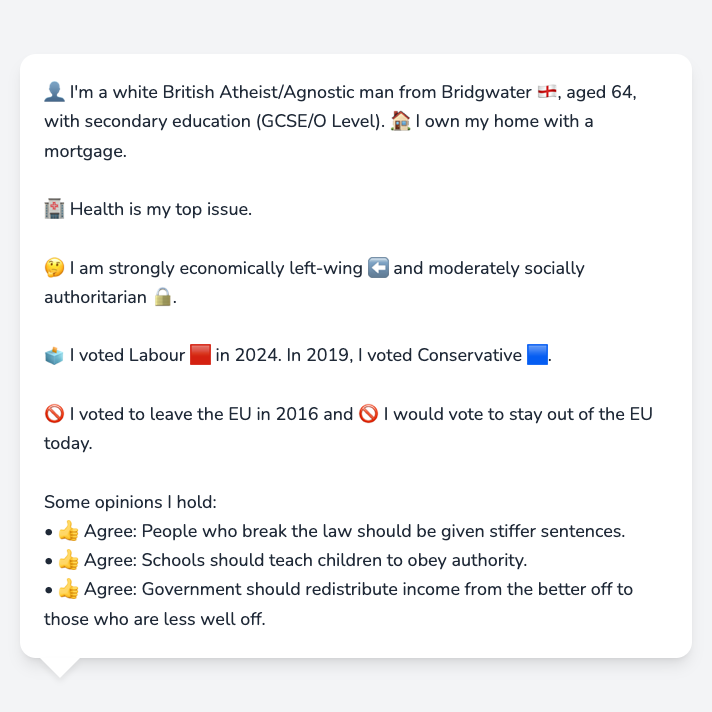 👤 I'm a white British Atheist/Agnostic man from Bridgwater 🏴󠁧󠁢󠁥󠁮󠁧󠁿, aged 64,
with secondary education (GCSE/O Level). 🏠 I own my home with a
mortgage.
🏥 Health is my top issue.
🤔 I am strongly economically left-wing ⬅️ and moderately socially
authoritarian 🔒.
🗳️ I voted Labour 🟥 in 2024. In 2019, I voted Conservative 🟦.
🚫 I voted to leave the EU in 2016 and 🚫 I would vote to stay out of the EU
today.
Some opinions I hold:
• 👍 Agree: People who break the law should be given stiffer sentences.
• 👍 Agree: Schools should teach children to obey authority.
• 👍 Agree: Government should redistribute income from the better off to
those who are less well off.